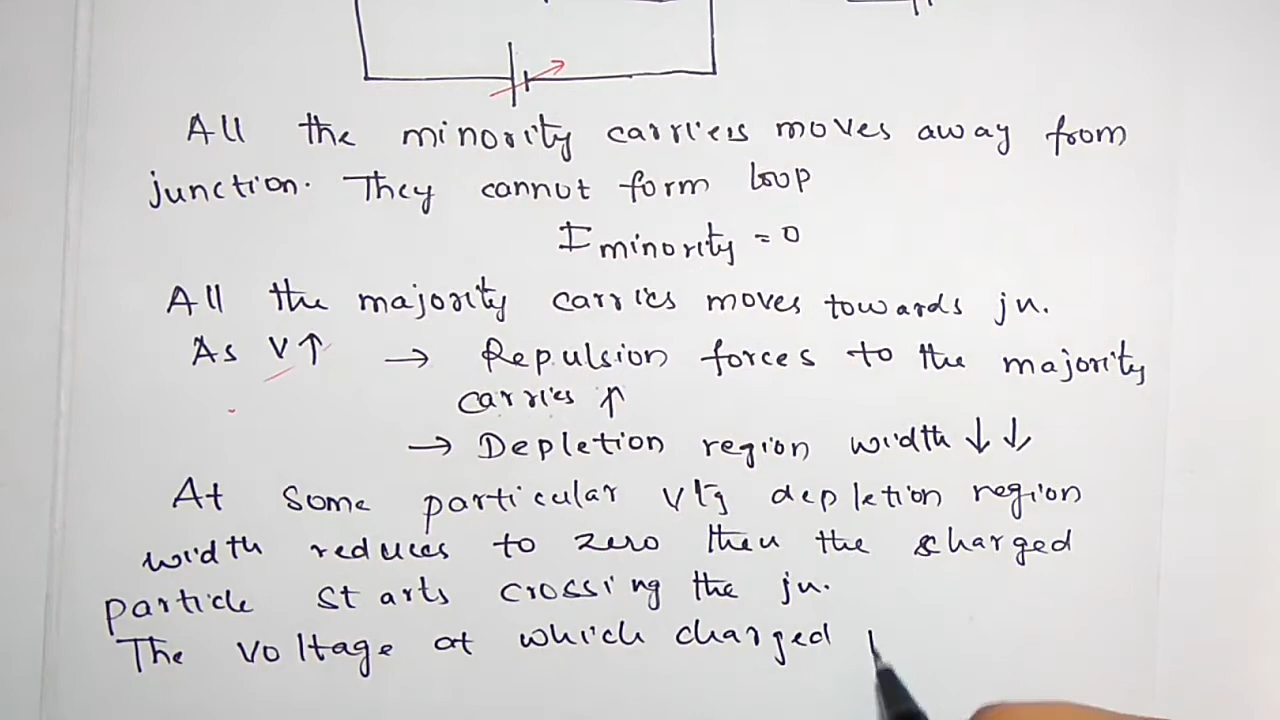 All the minority carriers moves away from
junction. They cannot form loop
I minority = 0
All the majority carries moves towards jn.
As V↑ → Repulsion forces to the majority
carries ↑
→ Depletion region width ↓↓
At some particular Vltg depletion region
width reduces to zero then the charged
particle starts crossing the jn.
The voltage at which charged